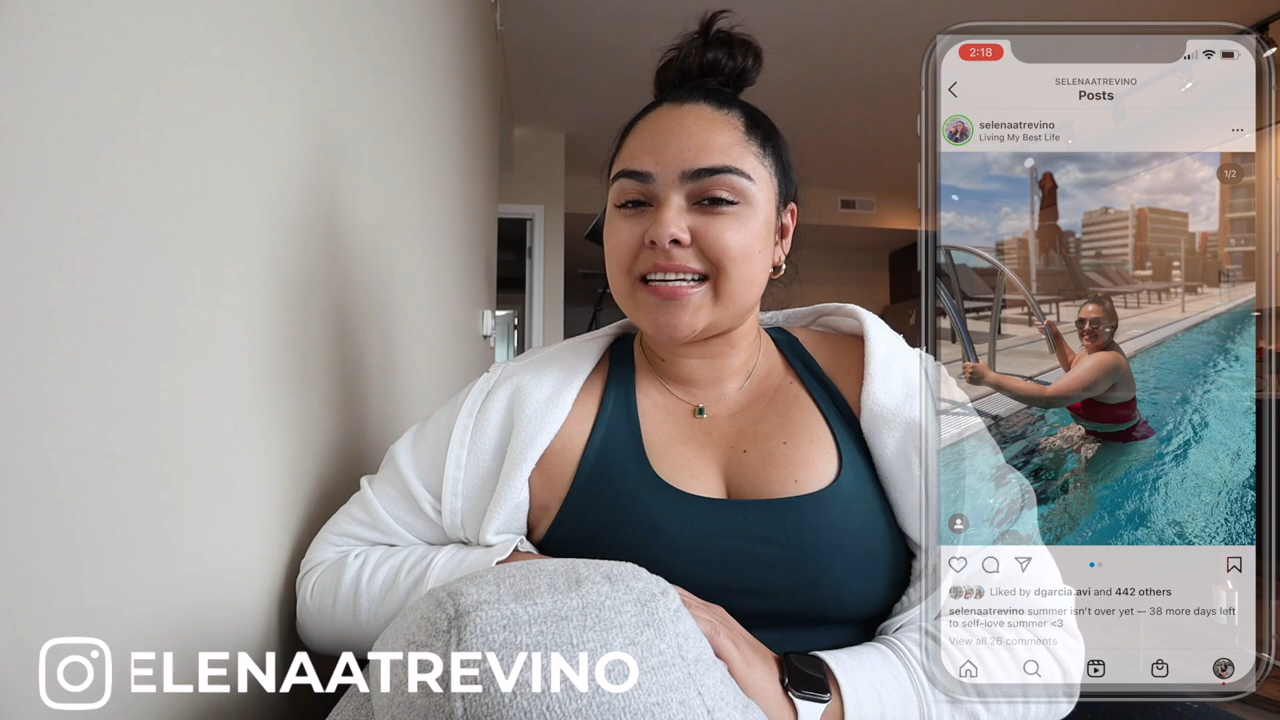 2:18
SELENAATREVINO
Posts
selenaatrevino
Living My Best Life
1/2
Liked by dgarcia.avi and 442 others
selenaatrevino summer isn't over yet — 38 more days left
to self-love summer <3
View all 26 comments
ELENAATREVINO